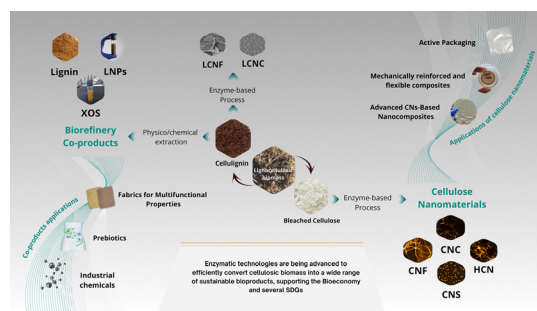 LCNF
LCNC
Lignin
LNPs
XOS
Enzyme-based
Process
Biorefinery
Co-products
Physico/chemical
extraction
Cellulignin
Lignocellulosic
biomass
Bleached Cellulose
Enzyme-based
Process
Active Packaging
Mechanically reinforced and
flexible composites
Advanced CNs-Based
Nanocomposites
Applications of cellulose nanomaterials
Cellulose
Nanomaterials
CNC
CNF
HCN
CNS
Co-products applications
Fabrics for Multifunctional
Properties
Prebiotics
Industrial
chemicals
Enzymatic technologies are being advanced to
efficiently convert cellulosic biomass into a wide range
of sustainable bioproducts, supporting the Bioeconomy
and several SDGs